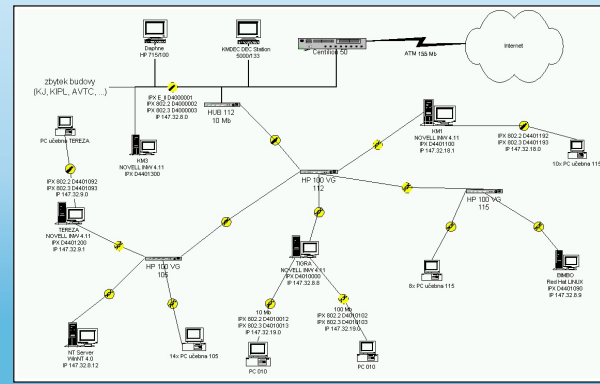 Daphne
HP 715/100
KMDEC DEC Station
5000/133
Centillion 50
ATM 155 Mb
Internet
zbytek budovy
(KJ, KIPL, AVTC, ...)
IPX E_II D4000001
IPX 802.2 D4000002
IPX 802.3 D4000003
IP 147.32.8.0
HUB 112
10 Mb
KM3
NOVELL INW 4.11
IPX D4401300
KM1
NOVELL INW 4.11
IPX D4401100
IP 147.32.18.1
IPX 802.2 D4401192
IPX 802.3 D4401193
IP 147.32.18.0
10x PC učebna 115
PC učebna TEREZA
IPX 802.2 D4401092
IPX 802.3 D4401093
IP 147.32.9.0
HP 100 VG
112
HP 100 VG
115
TEREZA
NOVELL INW 4.11
IPX D4401200
IP 147.32.9.1
HP 100 VG
105
TIGRA
NOVELL INW 4.11
IPX D4010000
IP 147.32.8.8
8x PC učebna 115
BIMBO
Red Hat LINUX
IPX D4401090
IP 147.32.8.9
10 Mb
IPX 802.2 D4010012
IPX 802.3 D4010013
IP 147.32.19.0
100 Mb
IPX 802.2 D4010102
IPX 802.3 D4010103
IP 147.32.19.0
NT Server
WinNT 4.0
IP 147.32.8.12
14x PC učebna 105
PC 010
PC 010